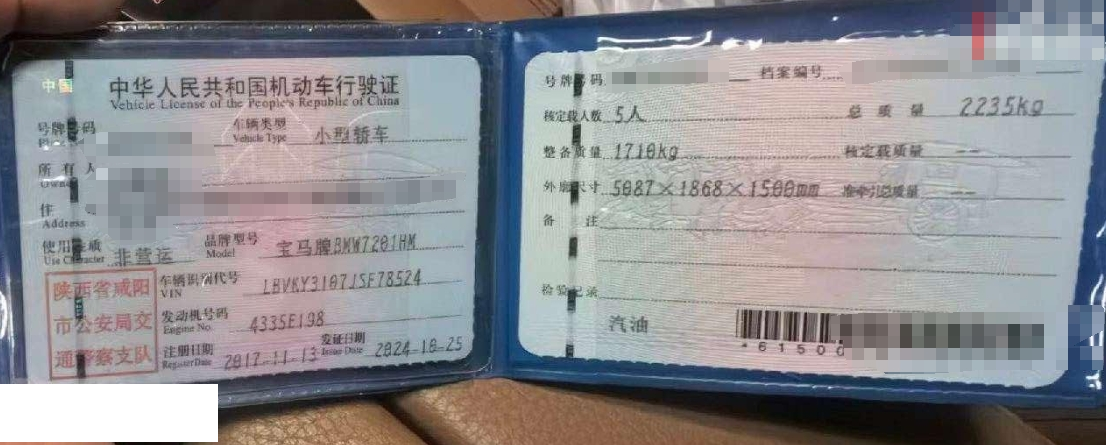 中国
中华人民共和国机动车行驶证
Vehicle License of the People's Republic of China
号牌号码
车辆类型 小型轿车
Vehicle Type
所有人
Owner
住
Address
使用性质 非营运 品牌型号 宝马牌BMW7201HM
Use Character Model
陕西省咸阳
市公安局交
通警察支队
车辆识别代号 LBVKY3107JSF78524
VIN
发动机号码 4335E198
Engine No.
注册日期 2017-11-13 发证日期 2024-10-25
Register Date Issue Date
号牌号码 档案编号
核定载人数 5人 总质量 2235kg
整备质量 1710kg 核定载质量 --
外廓尺寸 5087×1868×1500mm 准牵引总质量 --
备注
检验记录
汽油
*61500